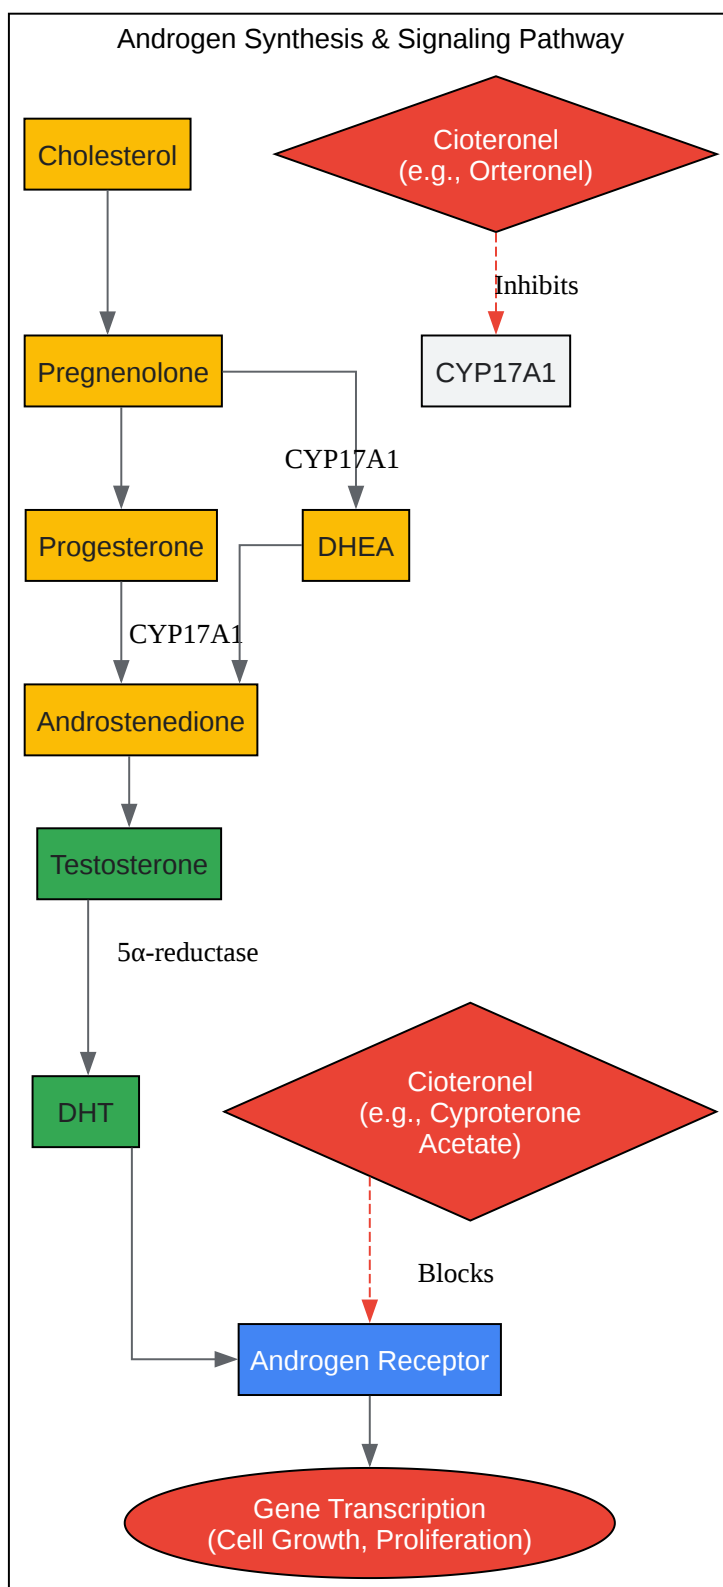 Androgen Synthesis & Signaling Pathway
Cholesterol
Cioteronel
(e.g., Orteronel)
Inhibits
Pregnenolone
CYP17A1
CYP17A1
Progesterone
DHEA
CYP17A1
Androstenedione
Testosterone
5α-reductase
DHT
Cioteronel
(e.g., Cyproterone
Acetate)
Blocks
Androgen Receptor
Gene Transcription
(Cell Growth, Proliferation)